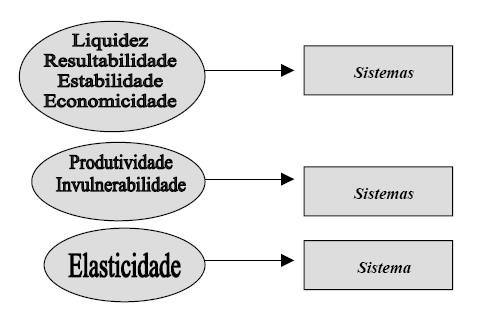 Liquidez
Resultabilidade
Estabilidade
Economicidade
Sistemas
Produtividade
Invulnerabilidade
Sistemas
Elasticidade
Sistema